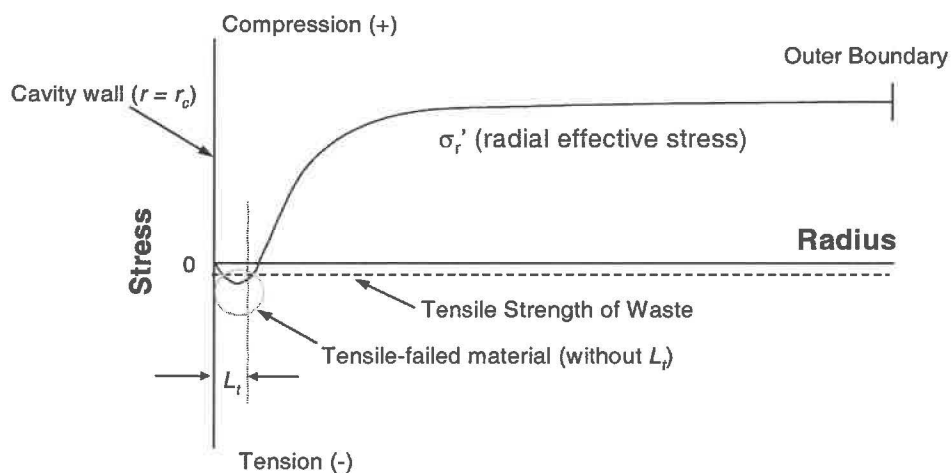 Compression (+)
Outer Boundary
Cavity wall (r = r_c)
σ_r' (radial effective stress)
Stress
0
Radius
Tensile Strength of Waste
Tensile-failed material (without L_t)
L_t
Tension (-)